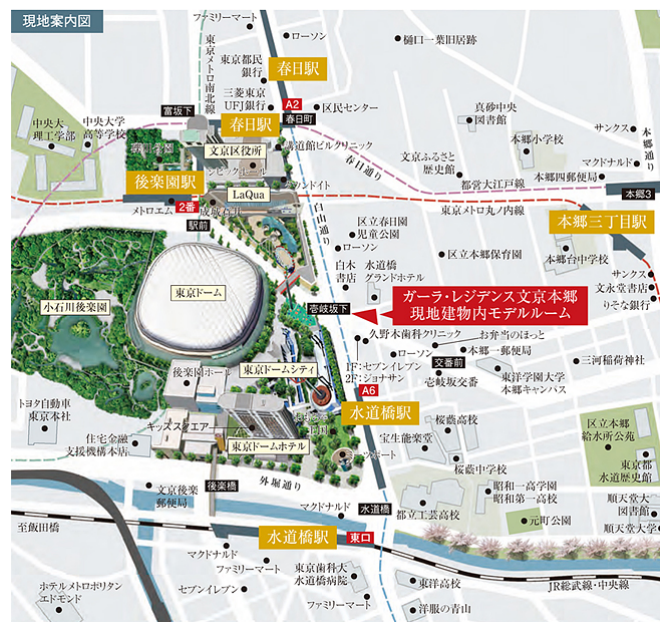 現地案内図
ファミリーマート
ローソン
樋口一葉旧居跡
東京メトロ南北線
東京都民
銀行
春日駅
三菱東京
UFJ銀行
A2
区民センター
春日町
富坂下
春日駅
真砂中央
図書館
サンクス
本郷通り
中央大
理工学部
中央大学
高等学校
文京区役所
シビックホール
講道館ビルクリニック
本郷小学校
春日通り
文京ふるさと
歴史館
マクドナルド
本郷四郵便局
後楽園駅
LaQua
都営大江戸線
本郷3
メトロエム
2番
駅前
白山通り
東京メトロ丸ノ内線
本郷三丁目駅
区立春日園
児童公園
ローソン
区立本郷保育園
本郷台中学校
白木
書店
水道橋
グランドホテル
サンクス
文永堂書店
りそな銀行
小石川後楽園
東京ドーム
壱岐坂下
ガーラ・レジデンス文京本郷
現地建物内モデルルーム
久野木歯科クリニック
お弁当のほっと
ローソン
本郷一郵便局
三河稲荷神社
1F:セブンイレブン
2F:ジョナサン
交番前
壱岐坂交番
東洋学園大学
本郷キャンパス
後楽園ホール
東京ドームシティ
A6
水道橋駅
トヨタ自動車
東京本社
キッズスクエア
東京ドームホテル
宝生能楽堂
桜蔭高校
区立本郷
給水所公苑
住宅金融
支援機構本店
桜蔭中学校
東京都
水道歴史館
後楽橋
外堀通り
文京後楽
郵便局
マクドナルド
水道橋
都立工芸高校
昭和第一高学園
昭和第一高校
元町公園
順天堂大
図書館
順天堂大学
至飯田橋
水道橋駅
東口
マクドナルド
ファミリーマート
東京歯科大
水道橋病院
東洋高校
JR総武線・中央線
ホテルメトロポリタン
エドモンド
セブンイレブン
ファミリーマート
洋服の青山